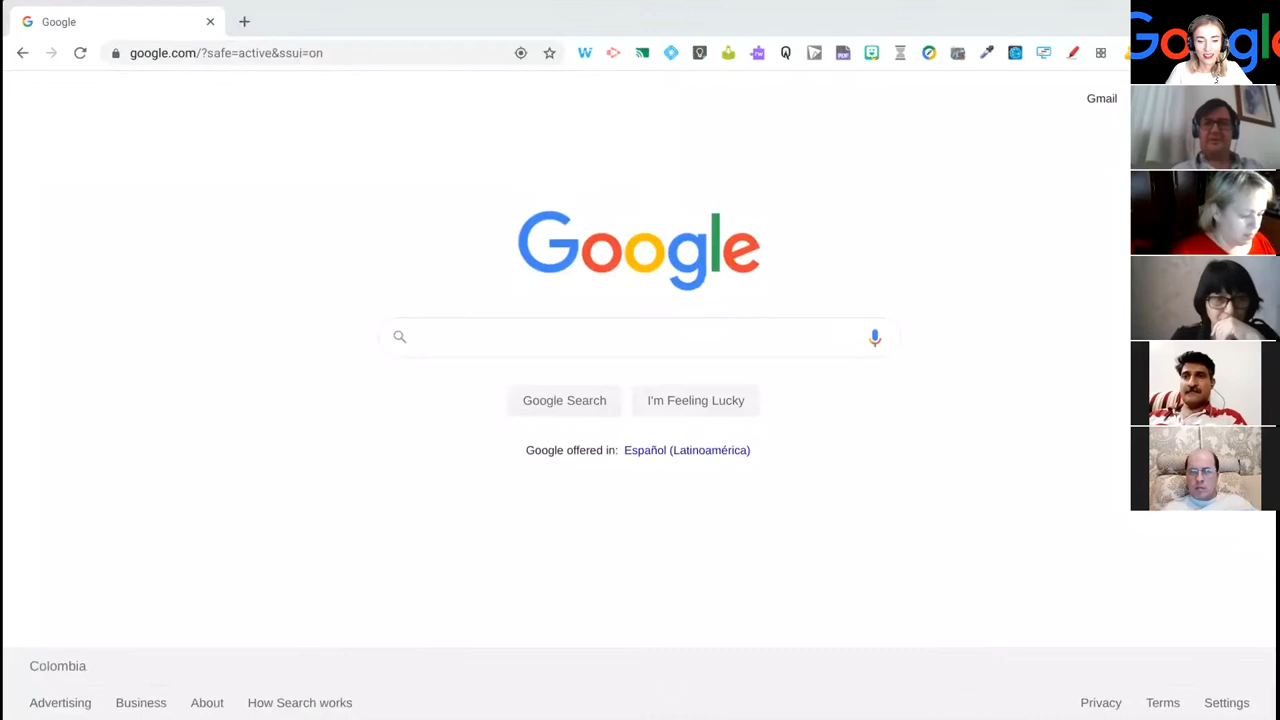 Google
google.com/?safe=active&ssui=on
Gmail
Google
Google Search
I'm Feeling Lucky
Google offered in: Español (Latinoamérica)
Colombia
Advertising Business About How Search works
Privacy Terms Settings
Google